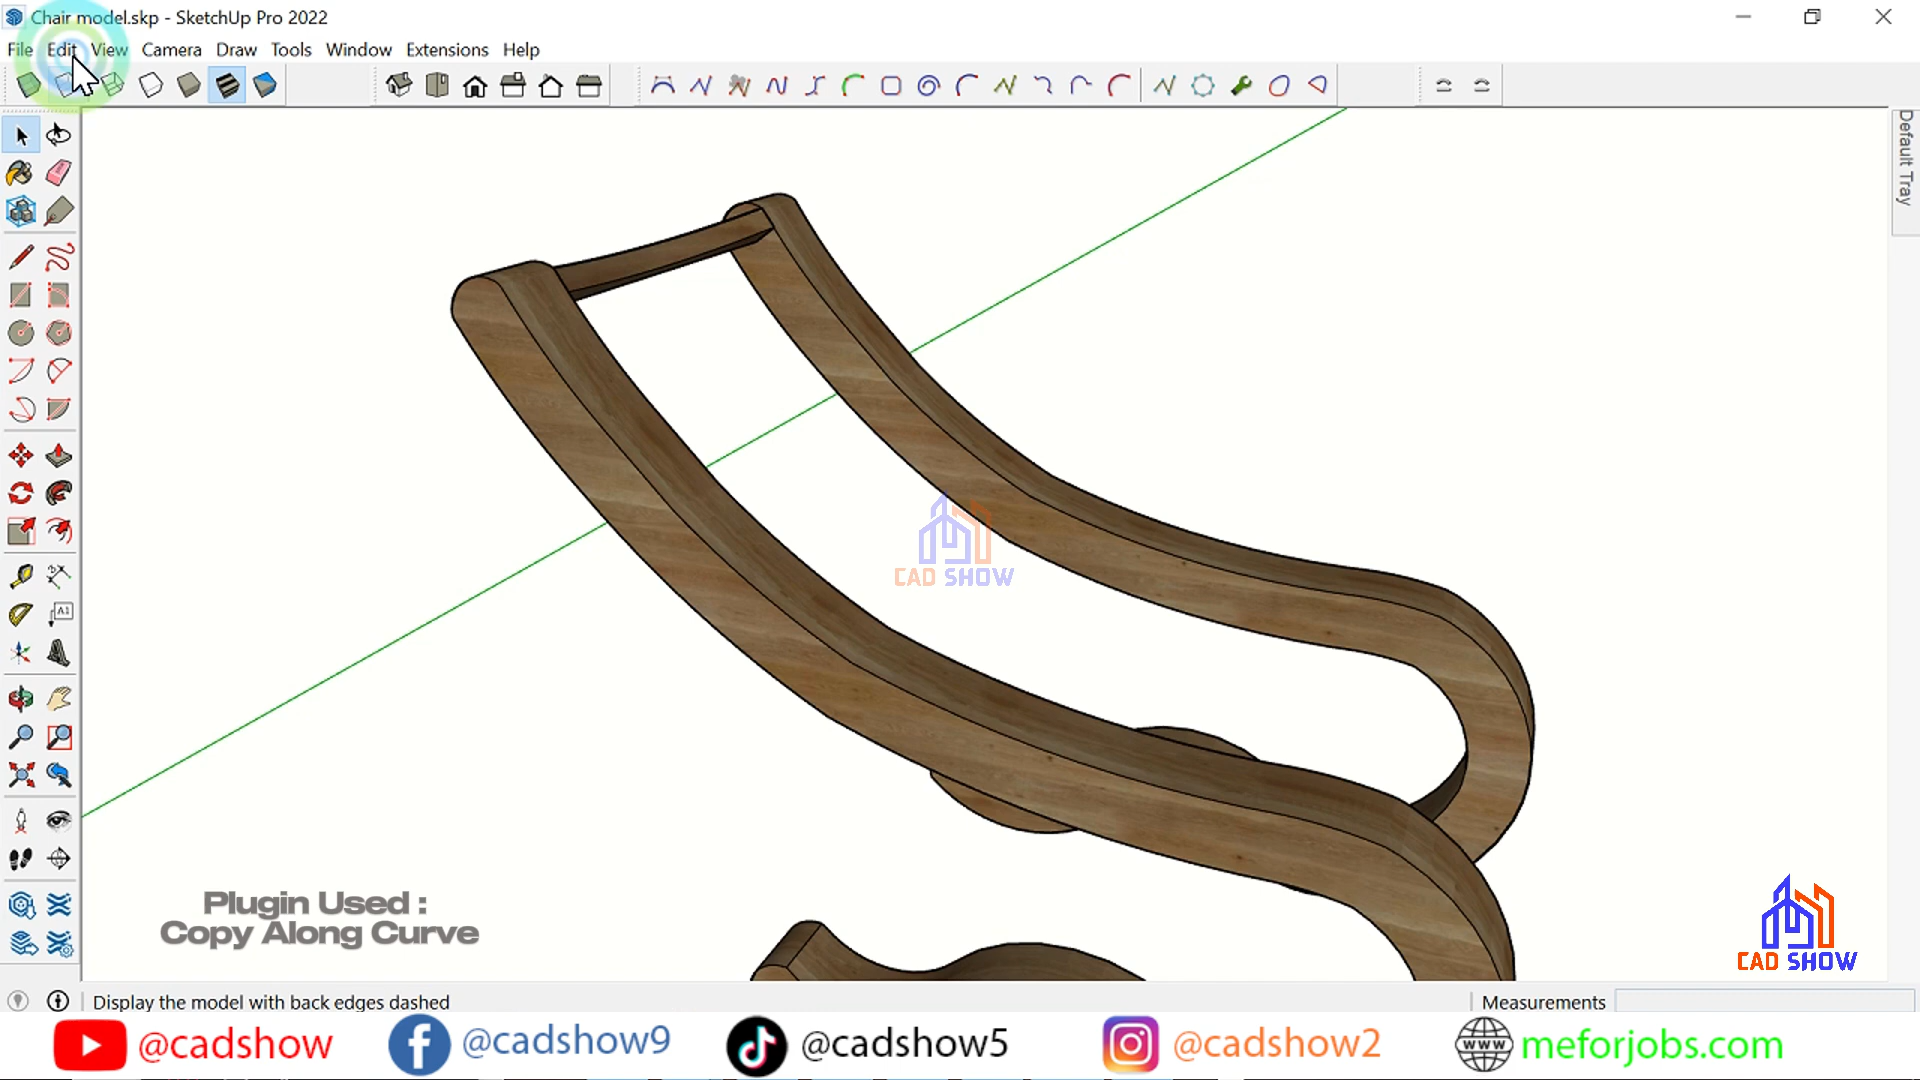 Chair model.skp - SketchUp Pro 2022
File Edit View Camera Draw Tools Window Extensions Help
Default Tray
A1
CAD SHOW
Plugin Used :
Copy Along Curve
CAD SHOW
Display the model with back edges dashed
Measurements
@cadshow @cadshow9 @cadshow5 @cadshow2 www meforjobs.com